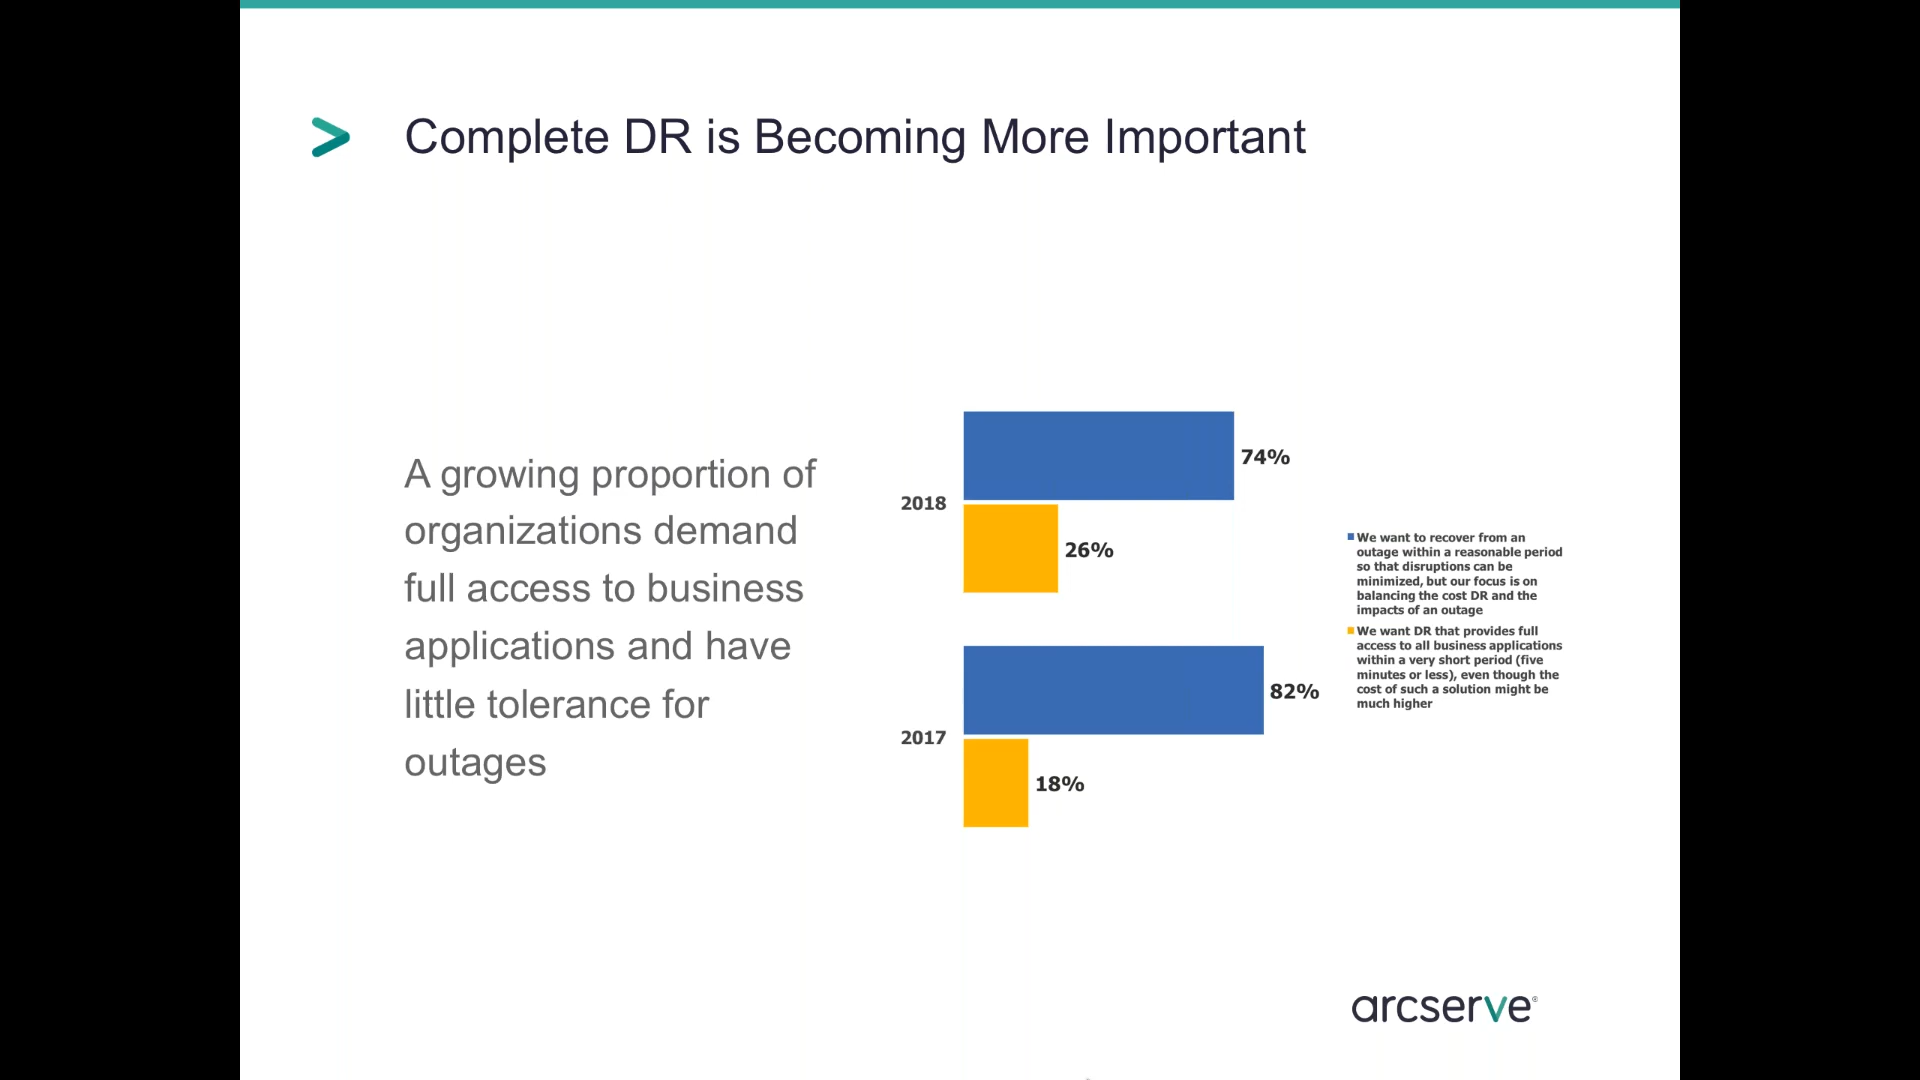 Complete DR is Becoming More Important
A growing proportion of
organizations demand
full access to business
applications and have
little tolerance for
outages
2018
74%
26%
2017
82%
18%
We want to recover from an
outage within a reasonable period
so that disruptions can be
minimized, but our focus is on
balancing the cost DR and the
impacts of an outage
We want DR that provides full
access to all business applications
within a very short period (five
minutes or less), even though the
cost of such a solution might be
much higher
arcserve®